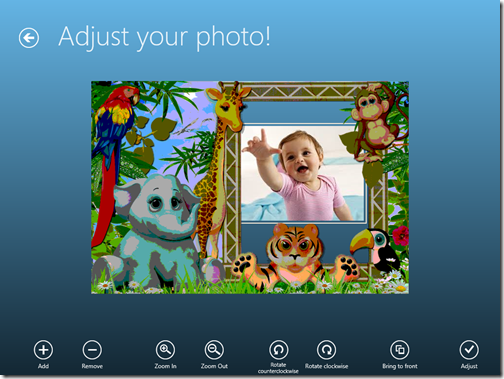 Adjust your photo!
Add
Remove
Zoom In
Zoom Out
Rotate
counterclockwise
Rotate clockwise
Bring to front
Adjust